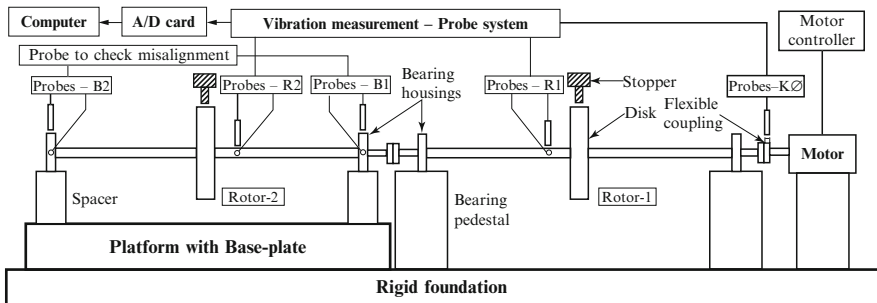 Computer
A/D card
Vibration measurement – Probe system
Motor
controller
Probe to check misalignment
Probes – B2
Probes – R2
Probes – B1
Bearing
housings
Probes – R1
Stopper
Disk
Flexible
coupling
Probes–KØ
Motor
Spacer
Rotor-2
Bearing
pedestal
Rotor-1
Platform with Base-plate
Rigid foundation